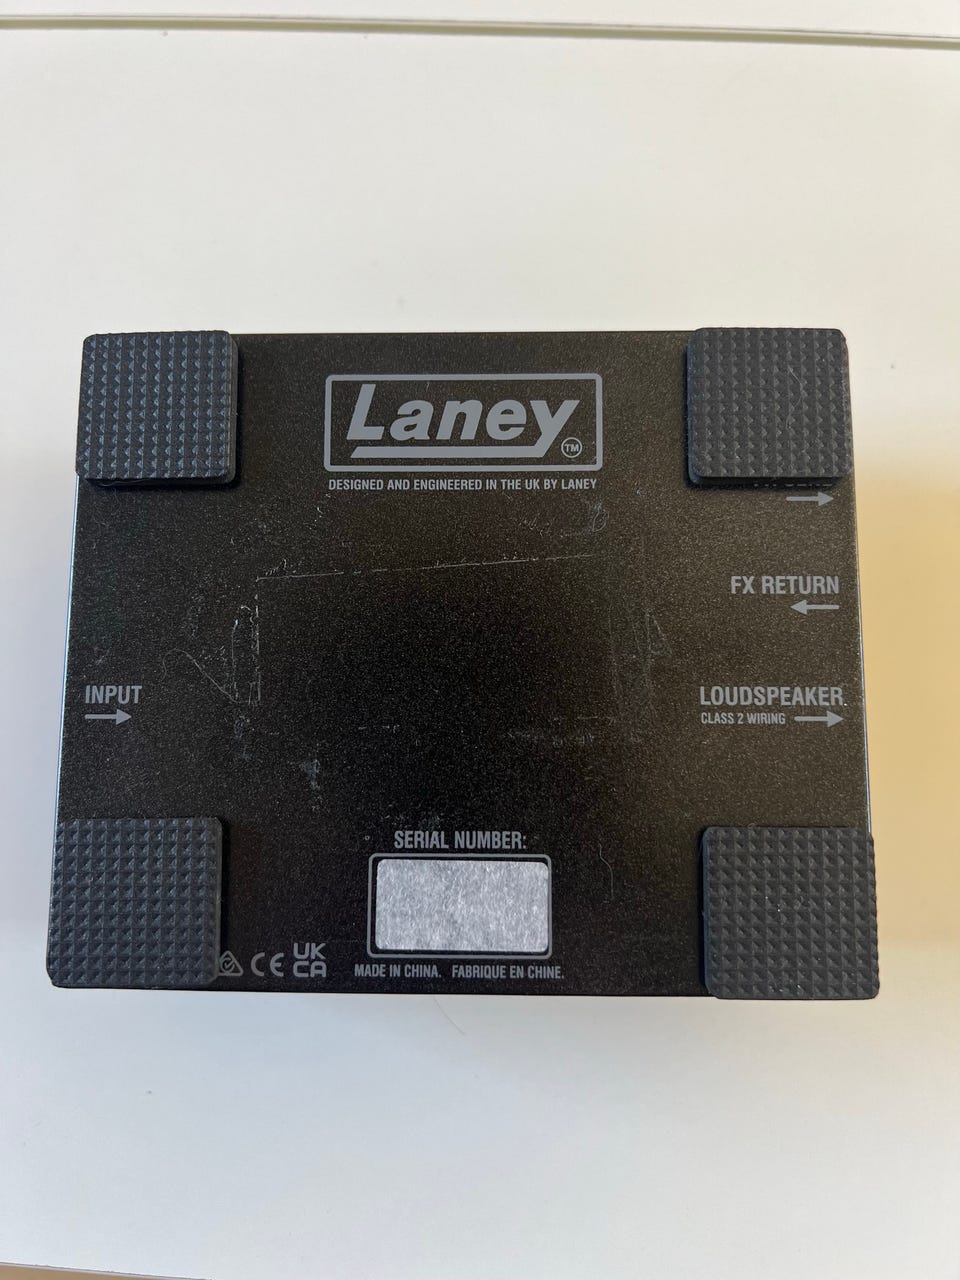 Laney
TM
DESIGNED AND ENGINEERED IN THE UK BY LANEY
FX RETURN
INPUT
LOUDSPEAKER
CLASS 2 WIRING
SERIAL NUMBER:
CE UK CA
MADE IN CHINA. FABRIQUE EN CHINE.